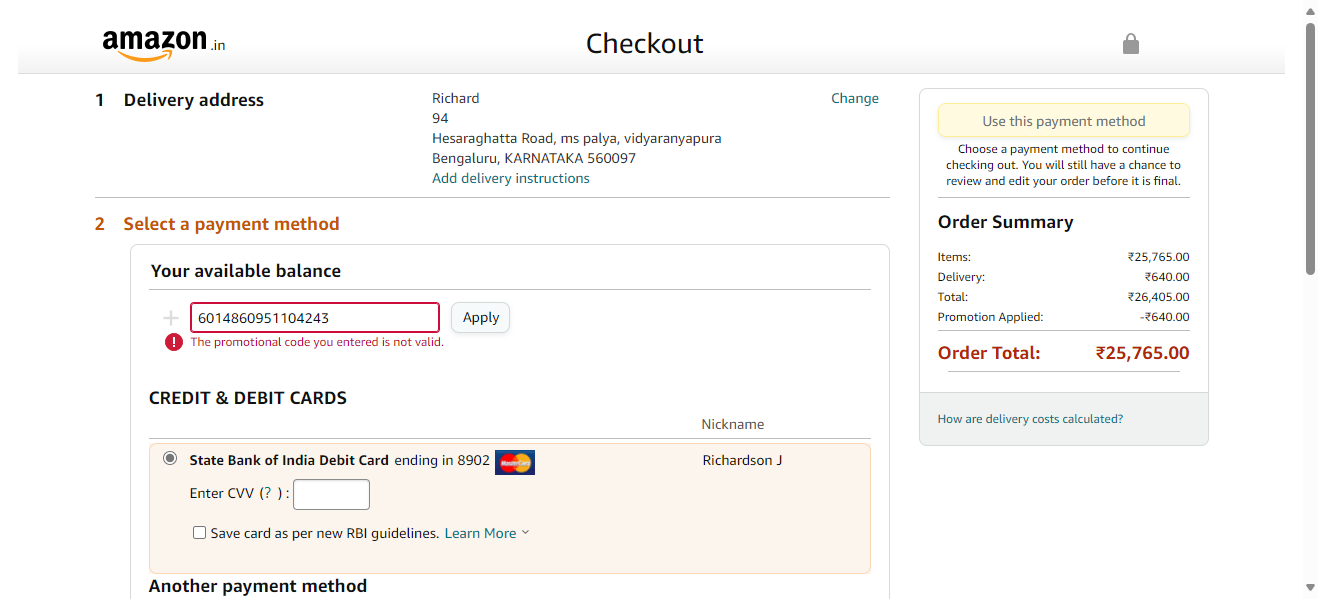 amazon.in
Checkout
1 Delivery address
Richard
94
Hesaraghatta Road, ms palya, vidyaranyapura
Bengaluru, KARNATAKA 560097
Add delivery instructions
Change
2 Select a payment method
Your available balance
6014860951104243
Apply
! The promotional code you entered is not valid.
CREDIT & DEBIT CARDS
Nickname
State Bank of India Debit Card ending in 8902 MasterCard Richardson J
Enter CVV (? ) :
Save card as per new RBI guidelines. Learn More
Another payment method
Use this payment method
Choose a payment method to continue
checking out. You will still have a chance to
review and edit your order before it is final.
Order Summary
Items: ₹25,765.00
Delivery: ₹640.00
Total: ₹26,405.00
Promotion Applied: -₹640.00
Order Total: ₹25,765.00
How are delivery costs calculated?